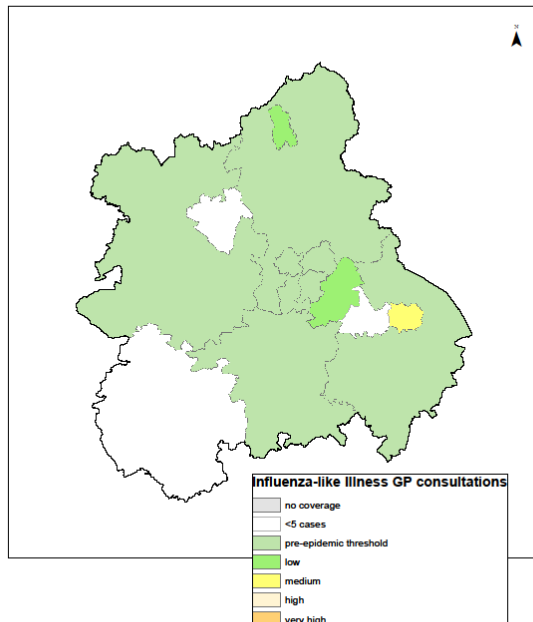 N
Influenza-like Illness GP consultations
no coverage
<5 cases
pre-epidemic threshold
low
medium
high
very high